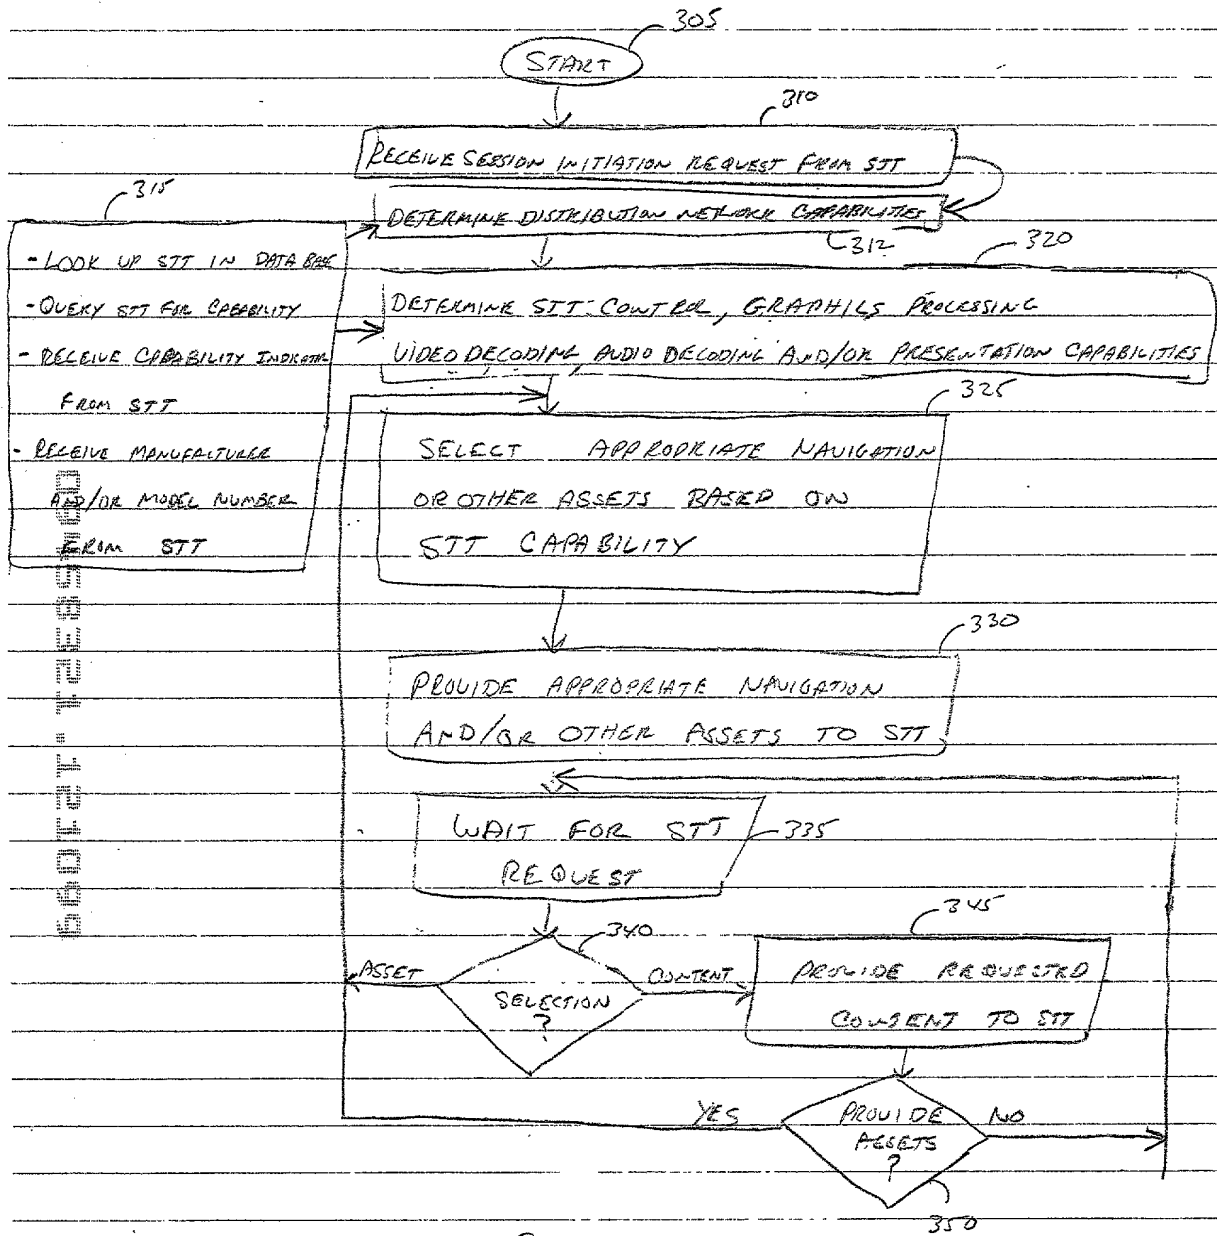 305
START
310
RECEIVE SESSION INITIATION REQUEST FROM STT
315
DETERMINE DISTRIBUTION NETWORK CAPABILITIES
312
320
- LOOK UP STT IN DATA BASE
- QUERY STT FOR CAPABILITY
- RECEIVE CAPABILITY INDICATOR
FROM STT
- RECEIVE MANUFACTURER
AND/OR MODEL NUMBER
FROM STT
DETERMINE STT CONTROL, GRAPHICS PROCESSING
VIDEO DECODING, AUDIO DECODING AND/OR PRESENTATION CAPABILITIES
325
SELECT APPROPRIATE NAVIGATION
OR OTHER ASSETS BASED ON
STT CAPABILITY
330
PROVIDE APPROPRIATE NAVIGATION
AND/OR OTHER ASSETS TO STT
WAIT FOR STT
REQUEST
335
340
345
ASSET
SELECTION
?
CONTENT
PROVIDE REQUESTED
CONTENT TO STT
YES
PROVIDE
ASSETS
?
NO
350